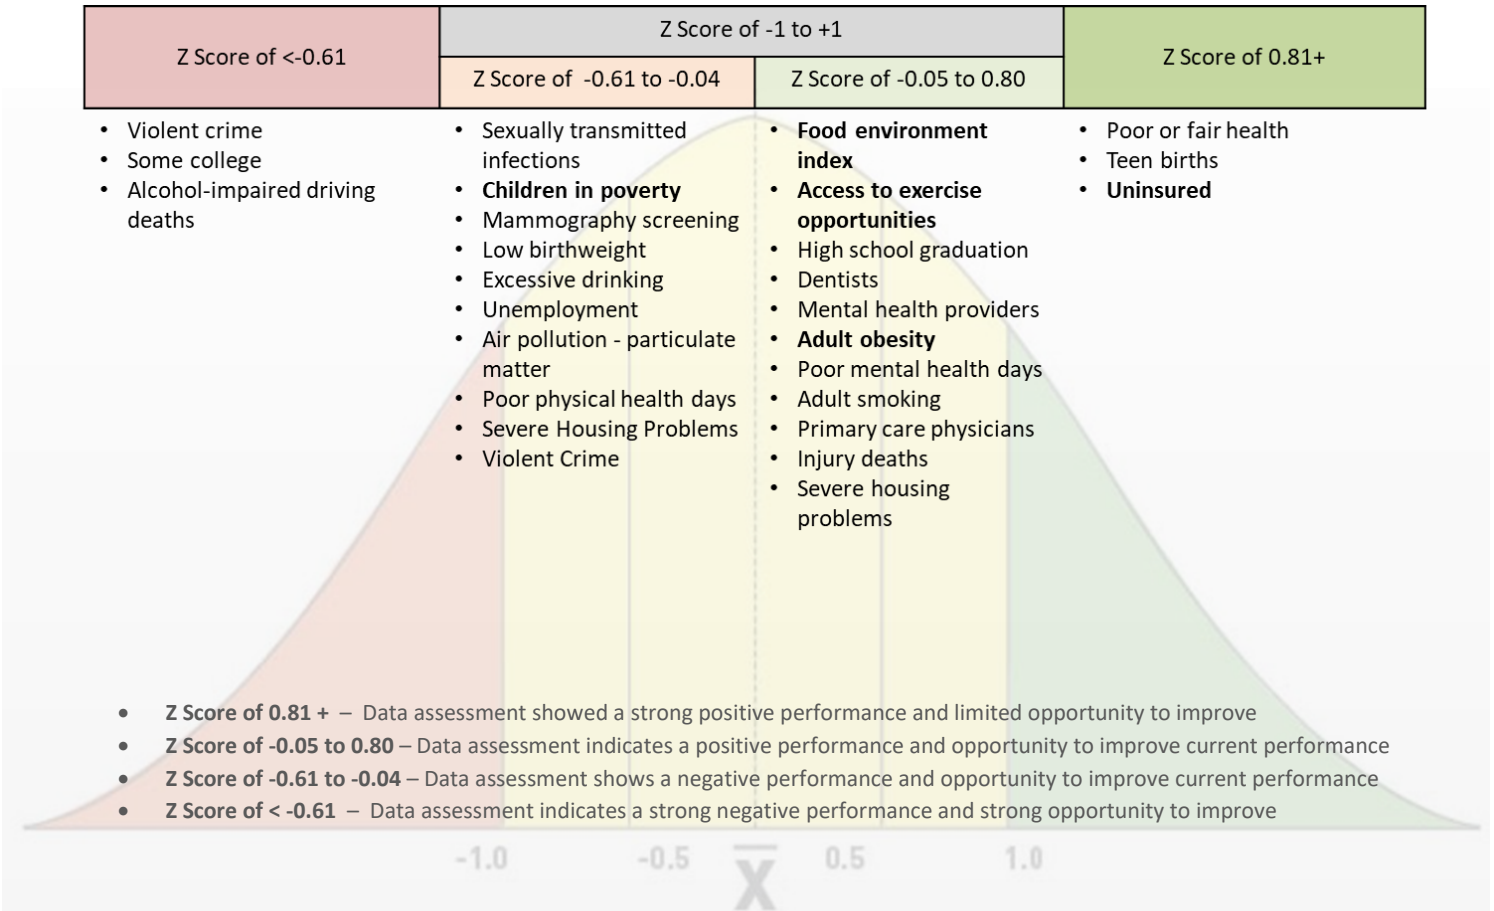 Z Score of <-0.61
Z Score of -1 to +1
Z Score of -0.61 to -0.04
Z Score of -0.05 to 0.80
Z Score of 0.81+
• Violent crime
• Some college
• Alcohol-impaired driving
deaths
• Sexually transmitted
infections
• Children in poverty
• Mammography screening
• Low birthweight
• Excessive drinking
• Unemployment
• Air pollution - particulate
matter
• Poor physical health days
• Severe Housing Problems
• Violent Crime
• Food environment
index
• Access to exercise
opportunities
• High school graduation
• Dentists
• Mental health providers
• Adult obesity
• Poor mental health days
• Adult smoking
• Primary care physicians
• Injury deaths
• Severe housing
problems
• Poor or fair health
• Teen births
• Uninsured
• Z Score of 0.81 + – Data assessment showed a strong positive performance and limited opportunity to improve
• Z Score of -0.05 to 0.80 – Data assessment indicates a positive performance and opportunity to improve current performance
• Z Score of -0.61 to -0.04 – Data assessment shows a negative performance and opportunity to improve current performance
• Z Score of < -0.61 – Data assessment indicates a strong negative performance and strong opportunity to improve
-1.0 -0.5 X̅ 0.5 1.0